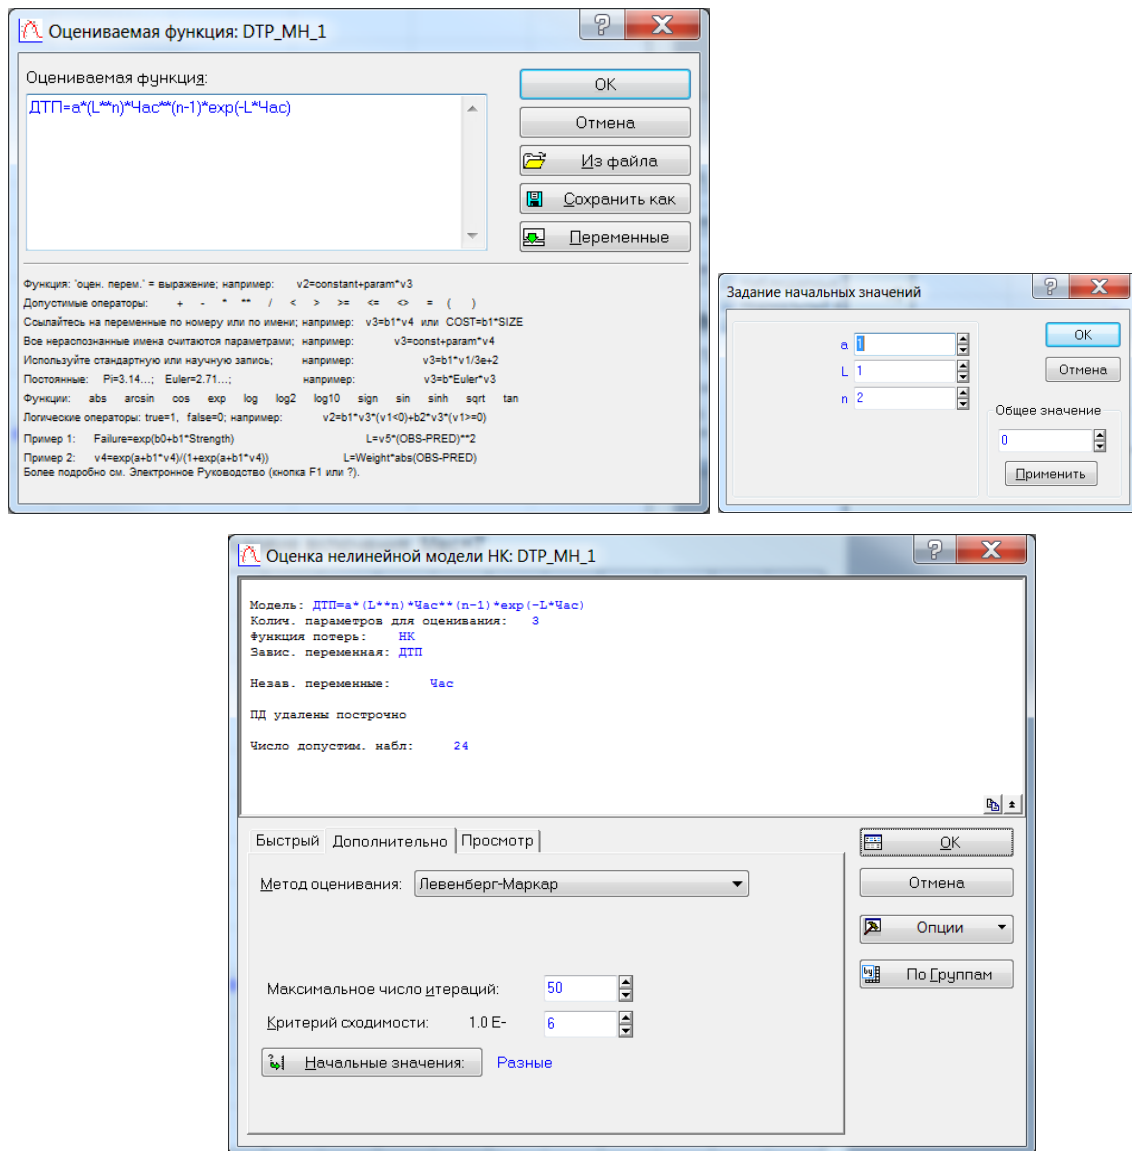 Оцениваемая функция: DTP_MH_1
Оцениваемая функция:
ДТП=a*(L**n)*Час**(n-1)*exp(-L*Час)
OK
Отмена
Из файла
Сохранить как
Переменные
Функция: 'оцен. перем.' = выражение; например: v2=constant+param*v3
Допустимые операторы: + - * ** / < > >= <= <> = ( )
Ссылайтесь на переменные по номеру или по имени; например: v3=b1*v4 или COST=b1*SIZE
Все нераспознанные имена считаются параметрами; например: v3=const+param*v4
Используйте стандартную или научную запись; например: v3=b1*v1/3e+2
Постоянные: Pi=3.14...; Euler=2.71...; например: v3=b*Euler*v3
Функции: abs arcsin cos exp log log2 log10 sign sin sinh sqrt tan
Логические операторы: true=1, false=0; например: v2=b1*v3*(v1<0)+b2*v3*(v1>=0)
Пример 1: Failure=exp(b0+b1*Strength) L=v5*(OBS-PRED)**2
Пример 2: v4=exp(a+b1*v4)/(1+exp(a+b1*v4)) L=Weight*abs(OBS-PRED)
Более подробно см. Электронное Руководство (кнопка F1 или ?).
Задание начальных значений
a 1
L 1
n 2
OK
Отмена
Общее значение
0
Применить
Оценка нелинейной модели НК: DTP_MH_1
Модель: ДТП=a*(L**n)*Час**(n-1)*exp(-L*Час)
Колич. параметров для оценивания: 3
Функция потерь: НК
Завис. переменная: ДТП
Незав. переменные: Час
ПД удалены построчно
Число допустим. набл: 24
Быстрый Дополнительно Просмотр
Метод оценивания: Левенберг-Маркар
Максимальное число итераций: 50
Критерий сходимости: 1.0 E- 6
Начальные значения: Разные
OK
Отмена
Опции
По Группам